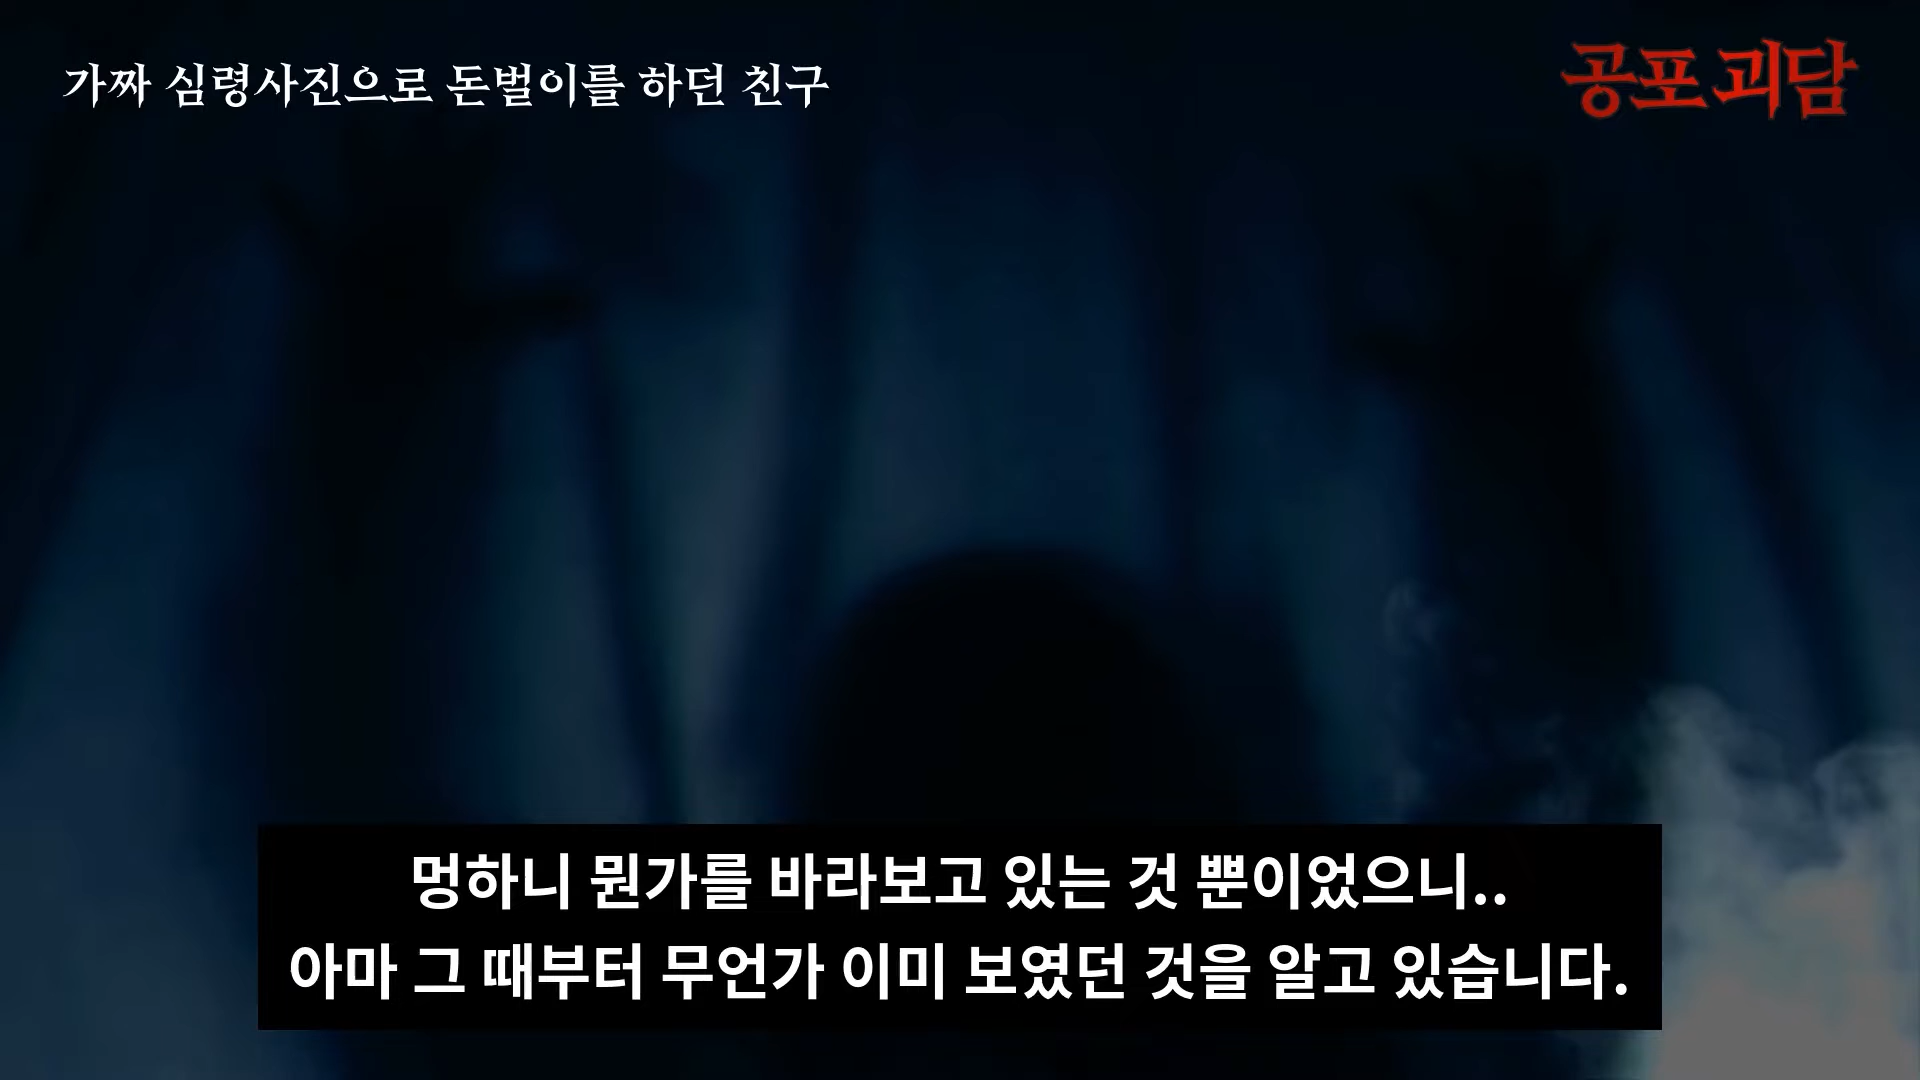 가짜 심령사진으로 돈벌이를 하던 친구
공포괴담
멍하니 뭔가를 바라보고 있는 것 뿐이었으니..
아마 그 때부터 무언가 이미 보였던 것을 알고 있습니다.